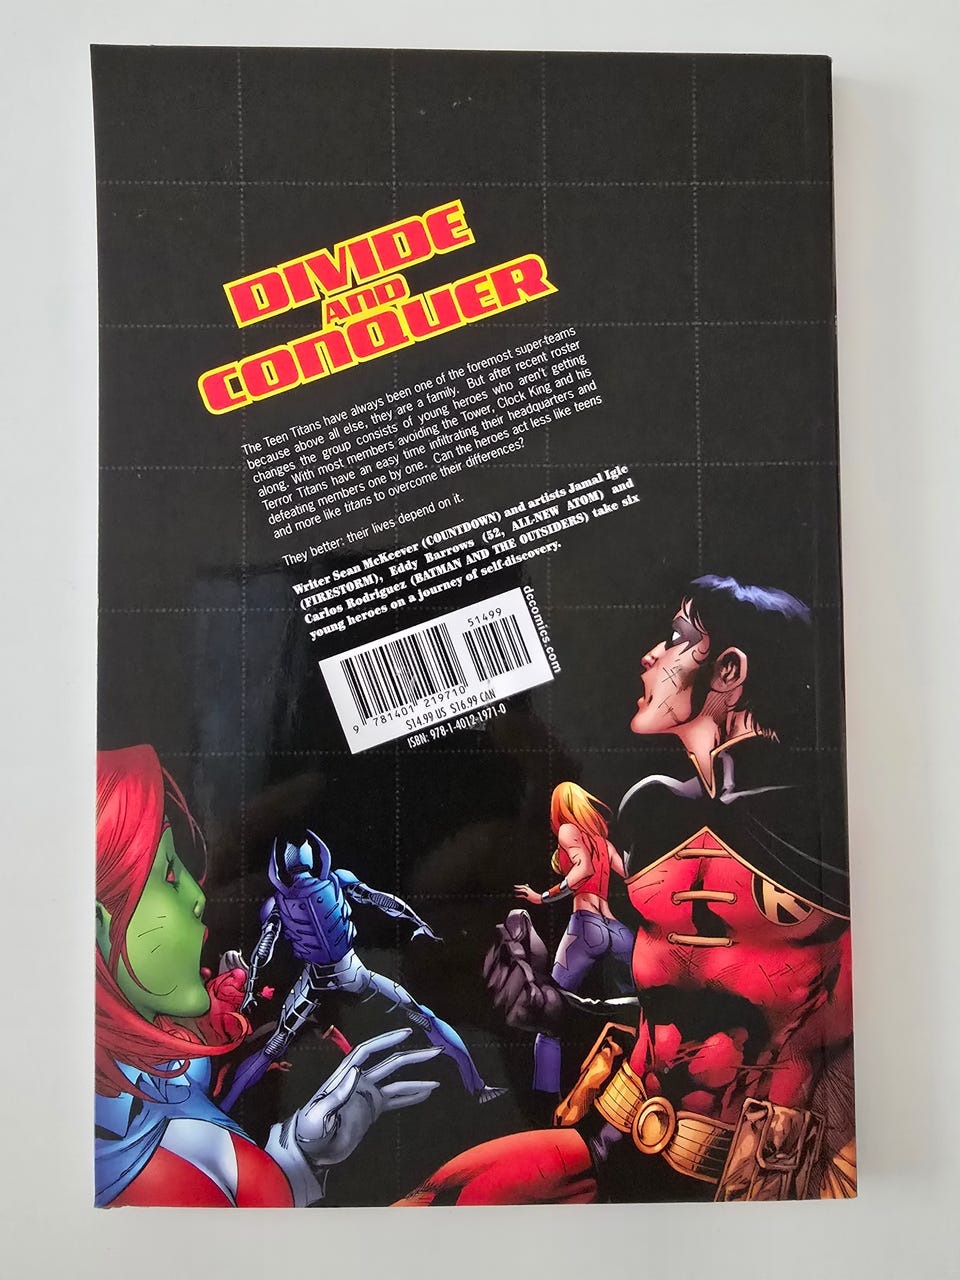 DIVIDE
AND
CONQUER
The Teen Titans have always been one of the foremost super-teams
because above all else, they are a family. But after recent roster
changes the group consists of young heroes who aren't getting
along. With most members avoiding the Tower, Clock King and his
Terror Titans have an easy time infiltrating their headquarters and
defeating members one by one. Can the heroes act less like teens
and more like titans to overcome their differences?
They better: their lives depend on it.
Writer Sean McKeever (COUNTDOWN) and artists Jamal Igle
(FIRESTORM), Eddy Barrows (52, ALL-NEW ATOM) and
Carlos Rodriguez (BATMAN AND THE OUTSIDERS) take six
young heroes on a journey of self-discovery.
51499
9 781401 219710
$14.99 US $16.99 CAN
ISBN: 978-1-4012-1971-0
dccomics.com
R